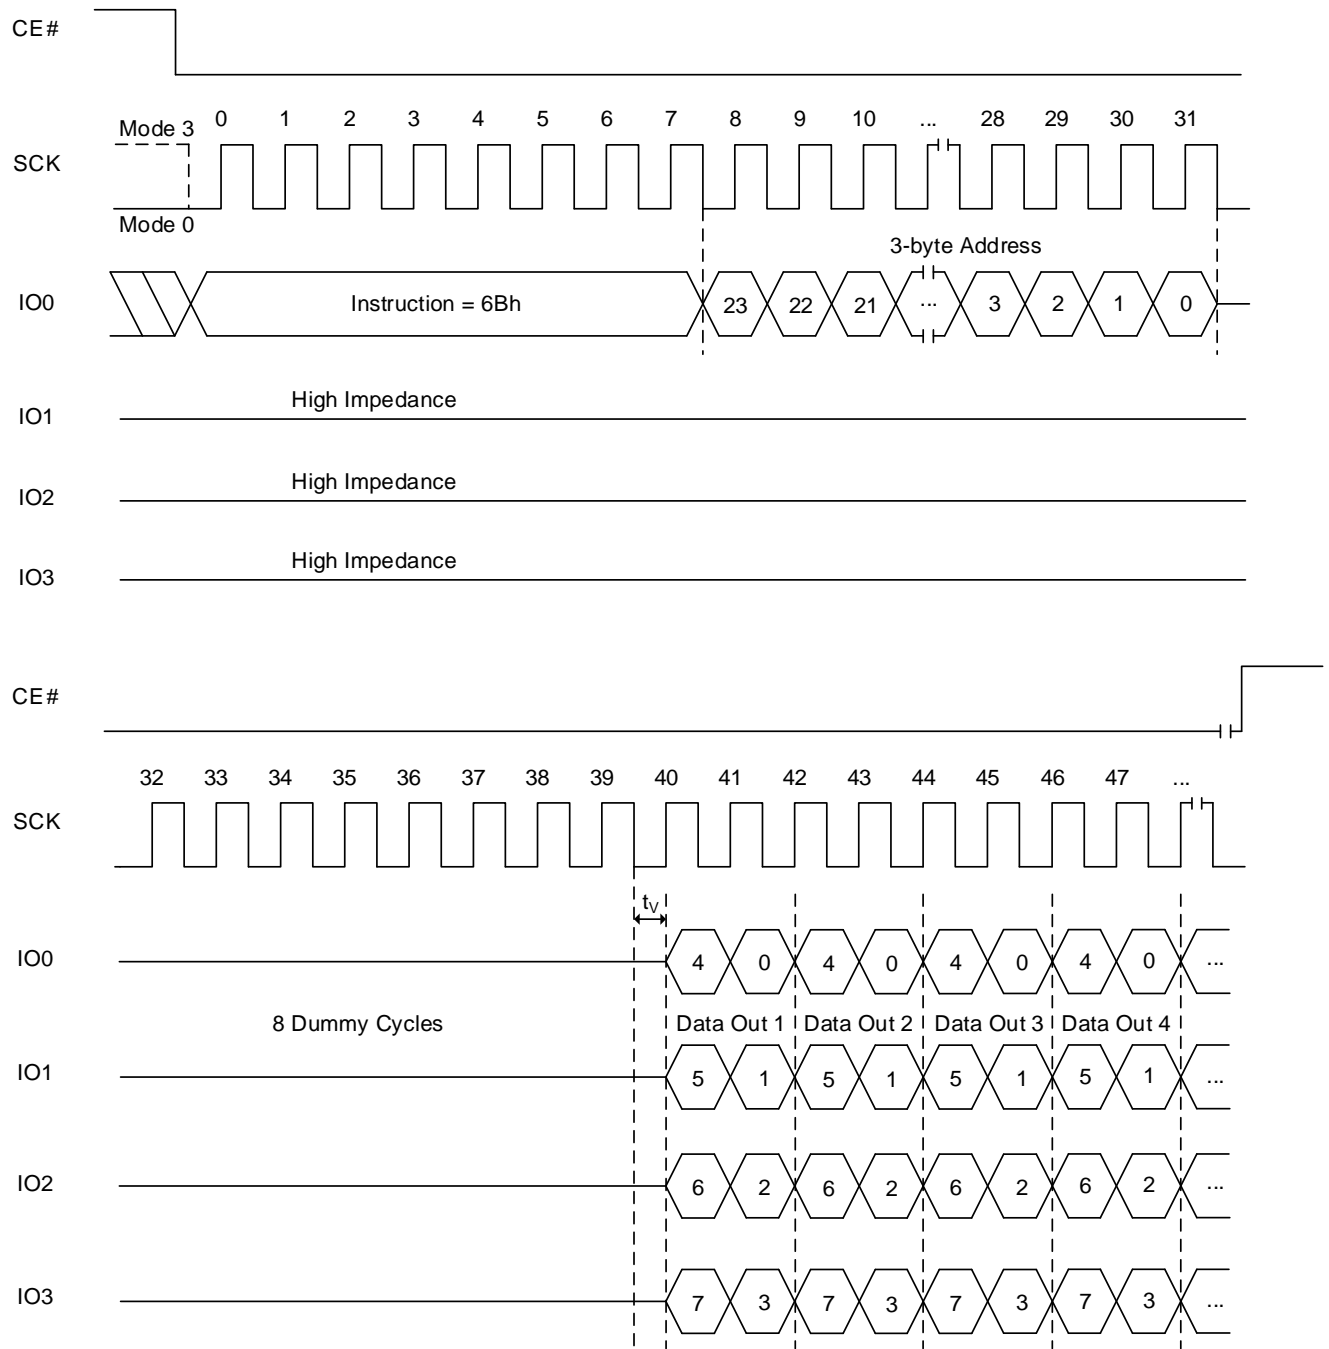 CE#
Mode 3 0 1 2 3 4 5 6 7 8 9 10 ... 28 29 30 31
SCK
Mode 0
3-byte Address
IO0 Instruction = 6Bh 23 22 21 ... 3 2 1 0
High Impedance
IO1
High Impedance
IO2
High Impedance
IO3
CE#
32 33 34 35 36 37 38 39 40 41 42 43 44 45 46 47 ...
SCK
tV
IO0 4 0 4 0 4 0 4 0 ...
8 Dummy Cycles Data Out 1 Data Out 2 Data Out 3 Data Out 4
IO1 5 1 5 1 5 1 5 1 ...
IO2 6 2 6 2 6 2 6 2 ...
IO3 7 3 7 3 7 3 7 3 ...